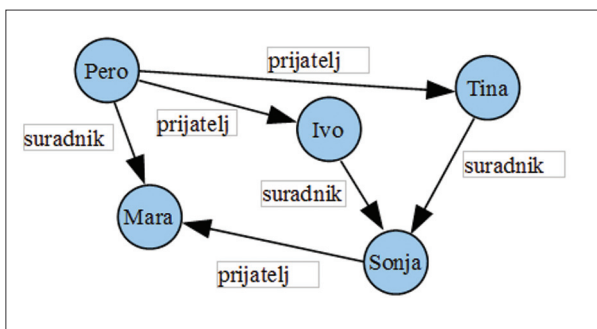 prijatelj
Pero
Tina
prijatelj
Ivo
suradnik
suradnik
suradnik
Mara
Sonja
prijatelj